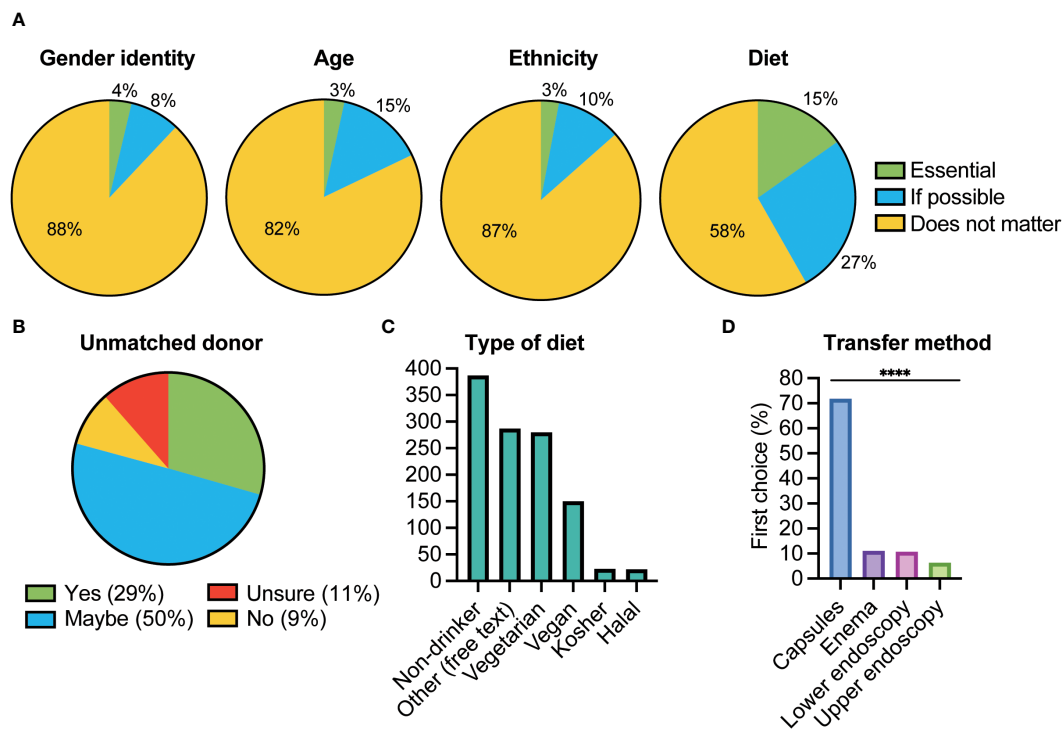 A
Gender identity
Age
Ethnicity
Diet
4%
8%
88%
3%
15%
82%
3%
10%
87%
15%
27%
58%
Essential
If possible
Does not matter
B
Unmatched donor
Yes (29%)
Unsure (11%)
Maybe (50%)
No (9%)
C
Type of diet
400
350
300
250
200
150
100
50
0
Non-drinker
Other (free text)
Vegetarian
Vegan
Kosher
Halal
D
Transfer method
****
First choice (%)
80
70
60
50
40
30
20
10
0
Capsules
Enema
Lower endoscopy
Upper endoscopy